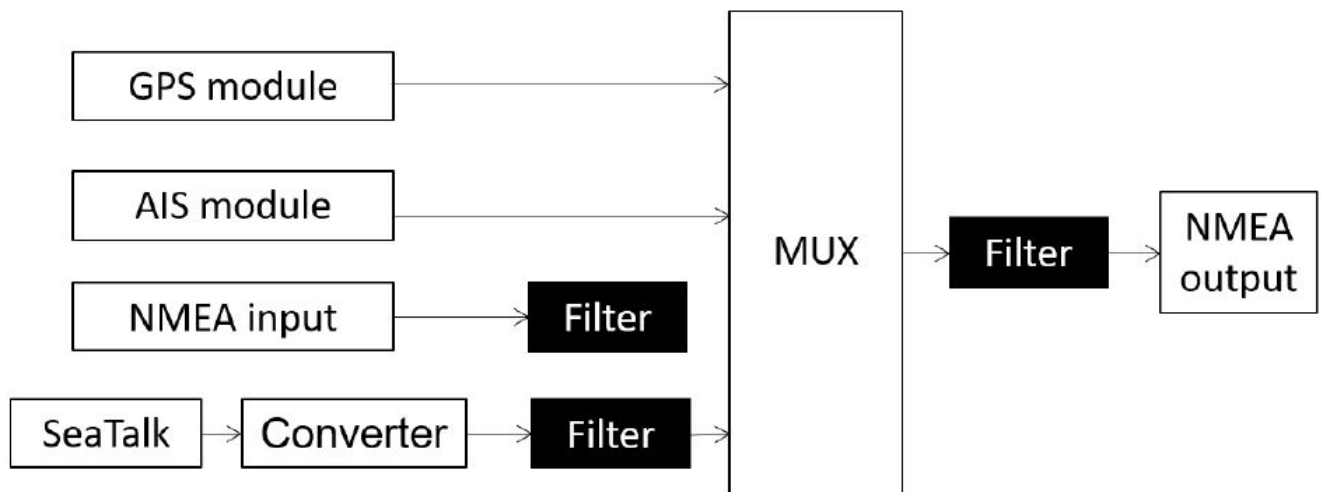 GPS module
AIS module
NMEA input
Filter
SeaTalk
Converter
Filter
MUX
Filter
NMEA
output